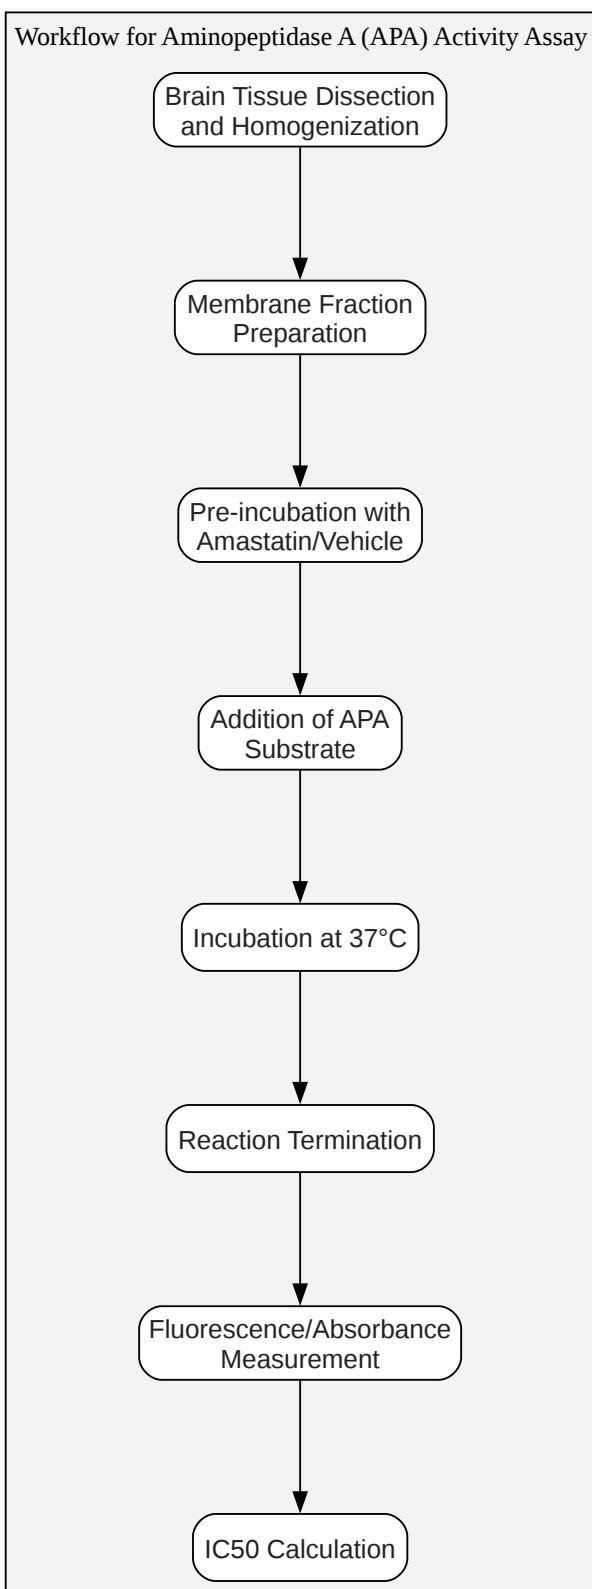 Workflow for Aminopeptidase A (APA) Activity Assay
Brain Tissue Dissection
and Homogenization
Membrane Fraction
Preparation
Pre-incubation with
Amastatin/Vehicle
Addition of APA
Substrate
Incubation at 37°C
Reaction Termination
Fluorescence/Absorbance
Measurement
IC50 Calculation